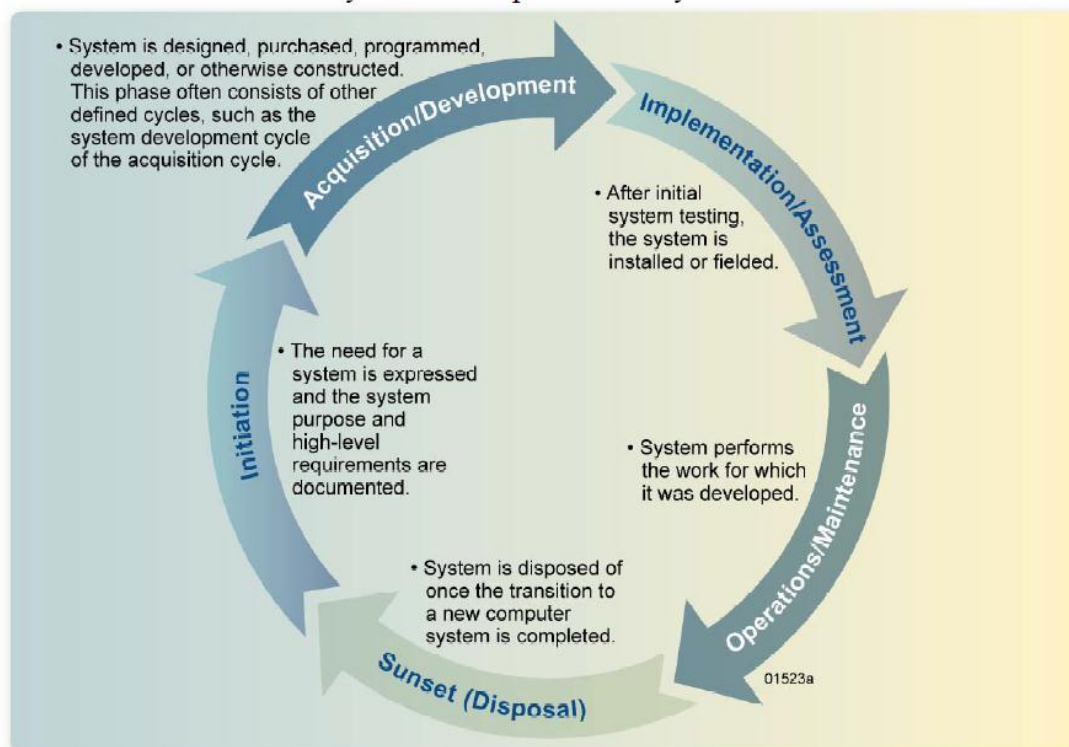 • System is designed, purchased, programmed,
developed, or otherwise constructed.
This phase often consists of other
defined cycles, such as the
system development cycle
of the acquisition cycle.
Acquisition/Development
Implementation/Assessment
• After initial
system testing,
the system is
installed or fielded.
• The need for a
system is expressed
and the system
purpose and
high-level
requirements are
documented.
Initiation
• System performs
the work for which
it was developed.
Operations/Maintenance
• System is disposed of
once the transition to
a new computer
system is completed.
Sunset (Disposal)
01523a